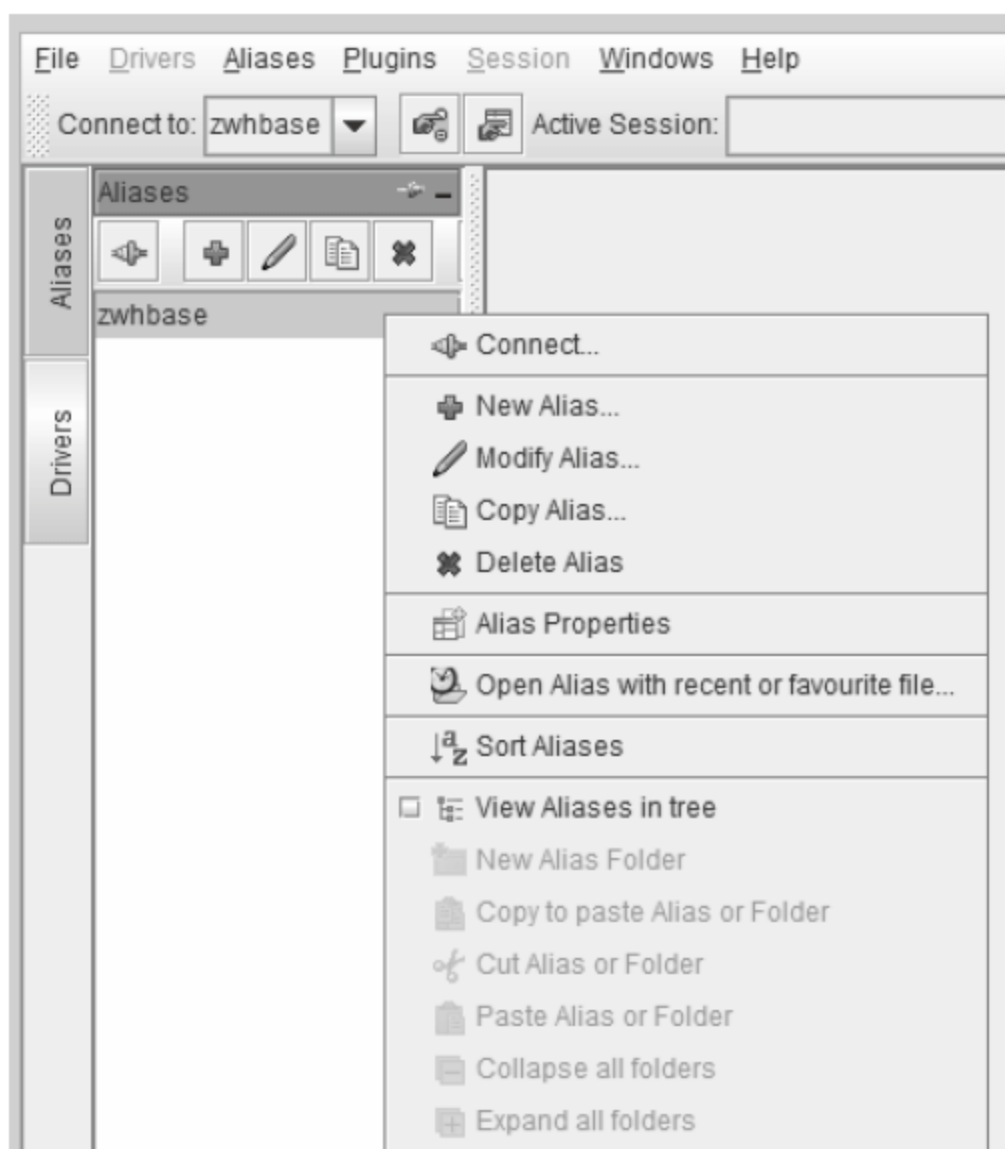 File Drivers Aliases Plugins Session Windows Help
Connect to: zwhbase Active Session:
Aliases
Aliases
zwhbase
Drivers
Connect...
New Alias...
Modify Alias...
Copy Alias...
Delete Alias
Alias Properties
Open Alias with recent or favourite file...
Sort Aliases
View Aliases in tree
New Alias Folder
Copy to paste Alias or Folder
Cut Alias or Folder
Paste Alias or Folder
Collapse all folders
Expand all folders